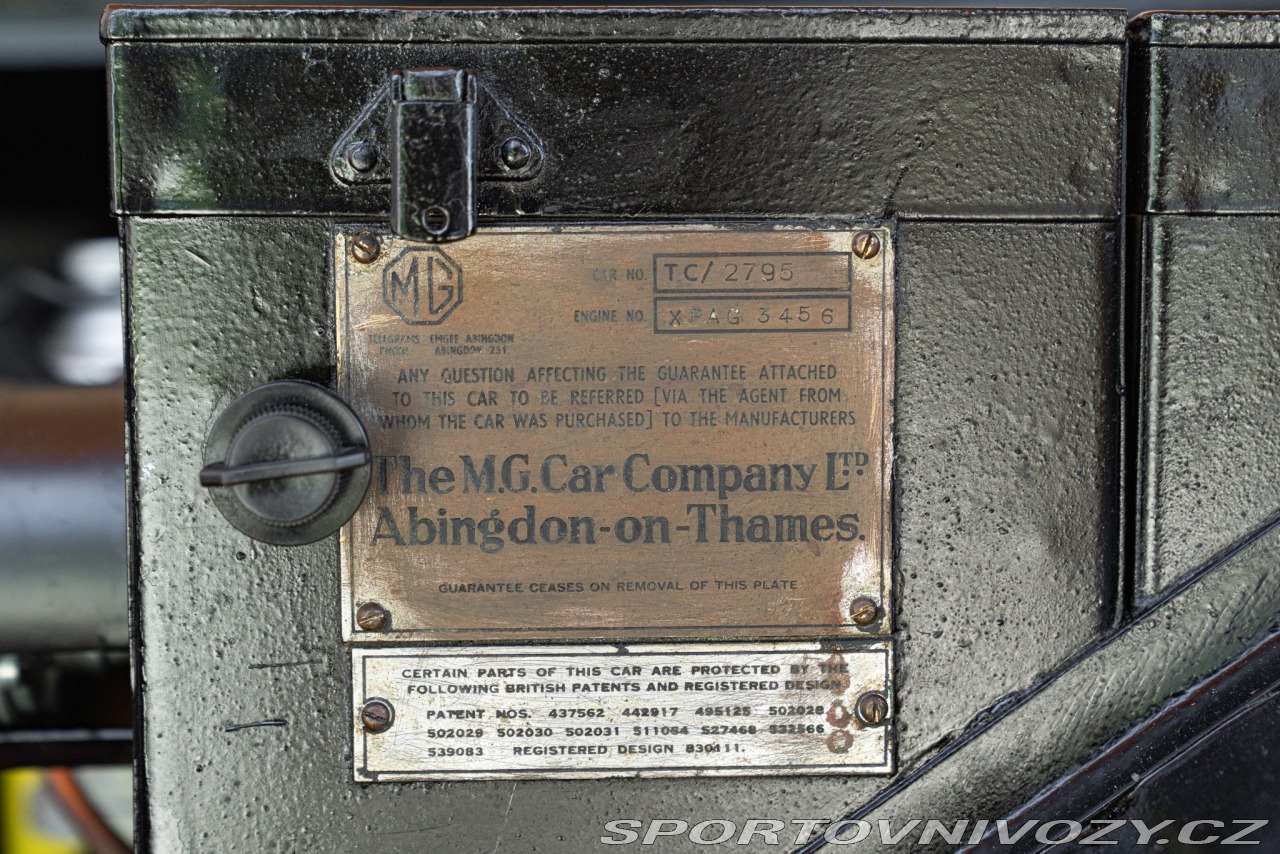 MG
CAR NO. TC/ 2795
ENGINE NO. XPAG 3456
TELEGRAMS EMGEE ABINGDON
PHONE ABINGDON 251
ANY QUESTION AFFECTING THE GUARANTEE ATTACHED
TO THIS CAR TO BE REFERRED [VIA THE AGENT FROM
WHOM THE CAR WAS PURCHASED] TO THE MANUFACTURERS
The M.G. Car Company LTD
Abingdon-on-Thames.
GUARANTEE CEASES ON REMOVAL OF THIS PLATE
CERTAIN PARTS OF THIS CAR ARE PROTECTED BY THE
FOLLOWING BRITISH PATENTS AND REGISTERED DESIGN
PATENT NOS. 437562 442917 495125 502028
502029 502030 502031 511084 527468 532566
539083 REGISTERED DESIGN 830411.
SPORTOVNIVOZY.CZ